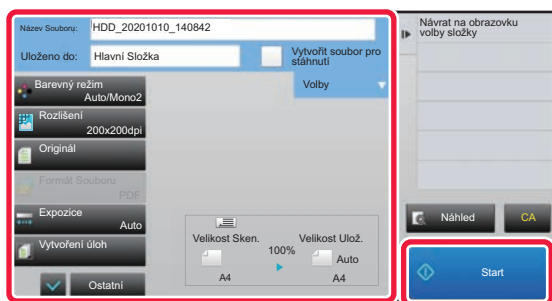 Název Souboru: HDD_20201010_140842
Uloženo do: Hlavní Složka
Vytvořit soubor pro
stáhnutí
Volby
Barevný režim
Auto/Mono2
Rozlišení
200x200dpi
Originál
Formát Souboru
PDF
Expozice
Auto
Vytvoření úloh
Ostatní
Velikost Sken.
100%
Velikost Ulož.
Auto
A4
A4
Návrat na obrazovku
volby složky
Náhled
CA
Start